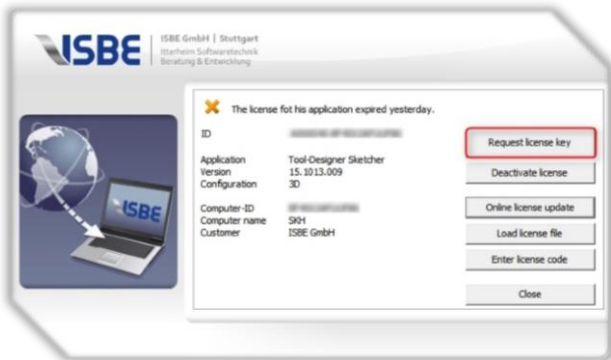 ISBE
ISBE GmbH | Stuttgart
Itterheim Softwaretechnik
Beratung & Entwicklung
The license fot his application expired yesterday.
ID
Application Tool-Designer Sketcher
Version 15.1013.009
Configuration 3D
Computer-ID
Computer name SKH
Customer ISBE GmbH
ISBE
Request license key
Deactivate license
Online license update
Load license file
Enter license code
Close